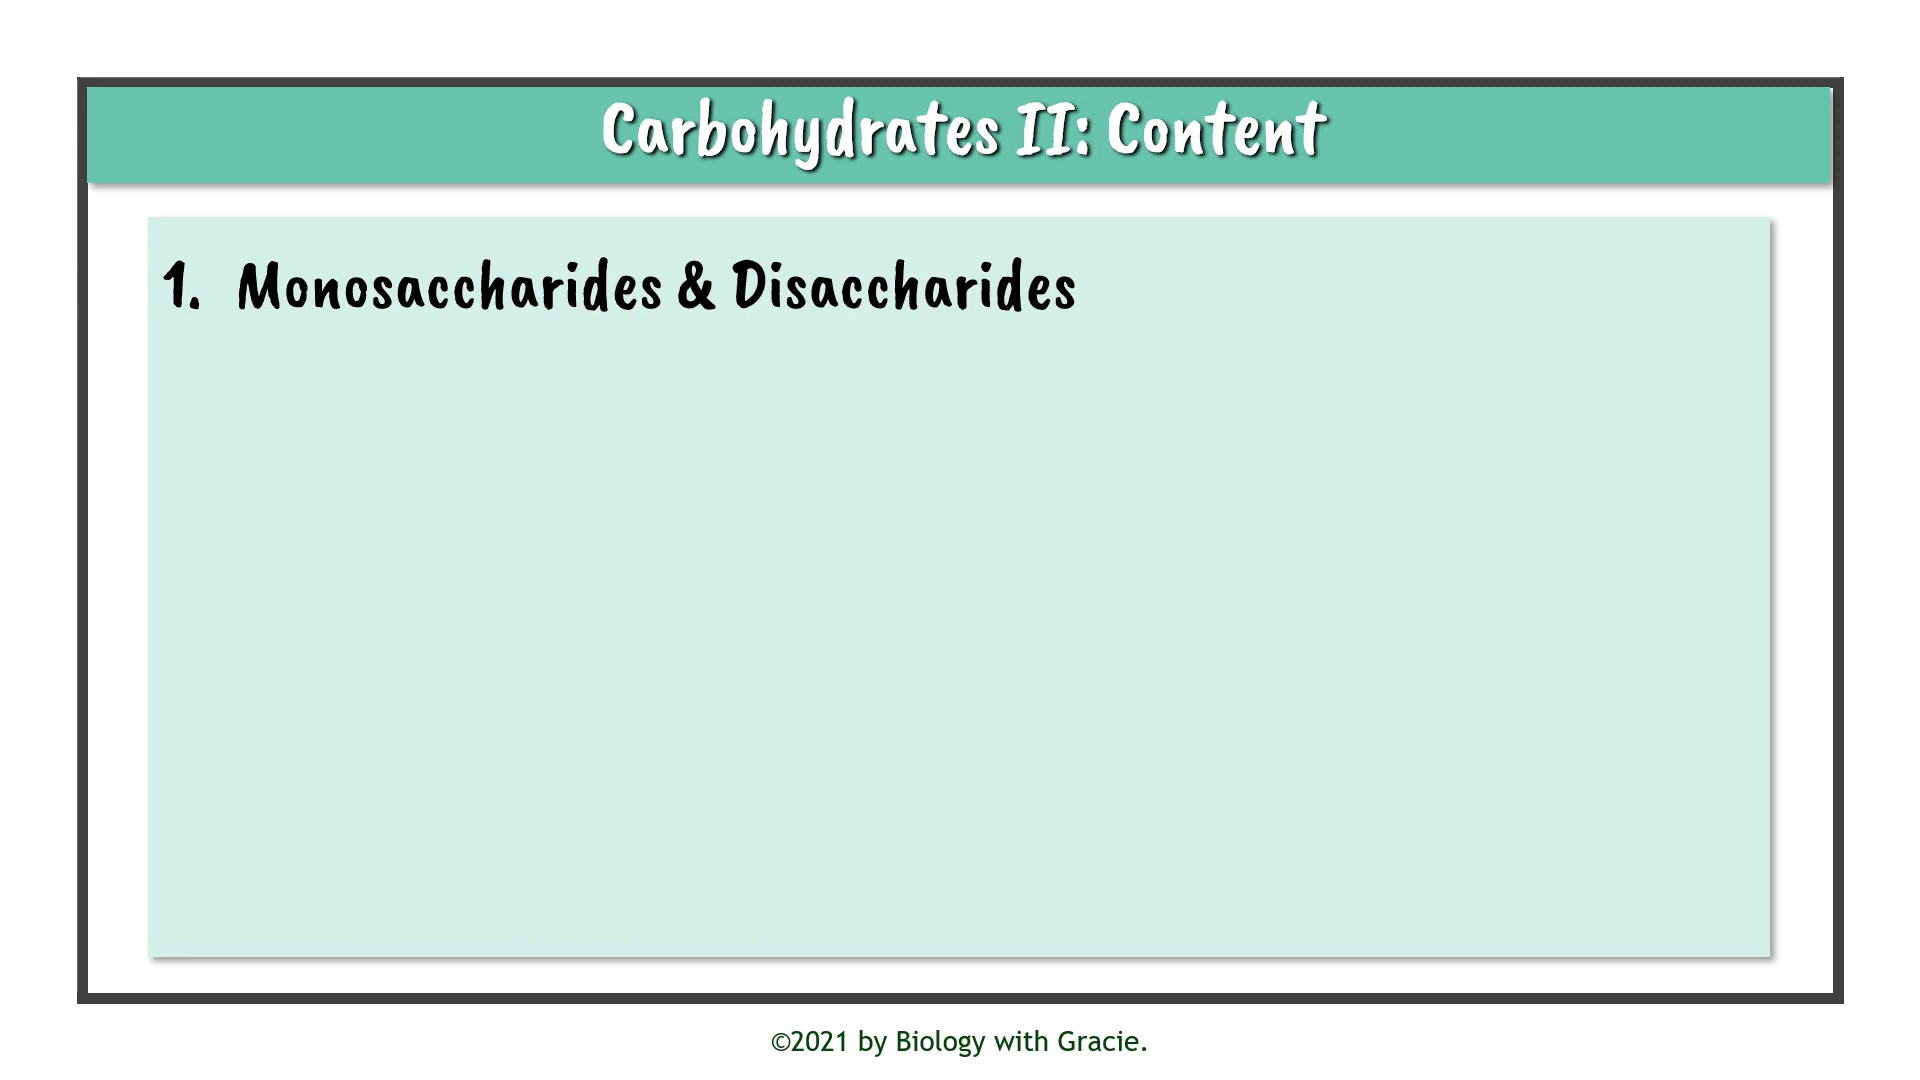 Carbohydrates II: Content
1. Monosaccharides & Disaccharides
©2021 by Biology with Gracie.